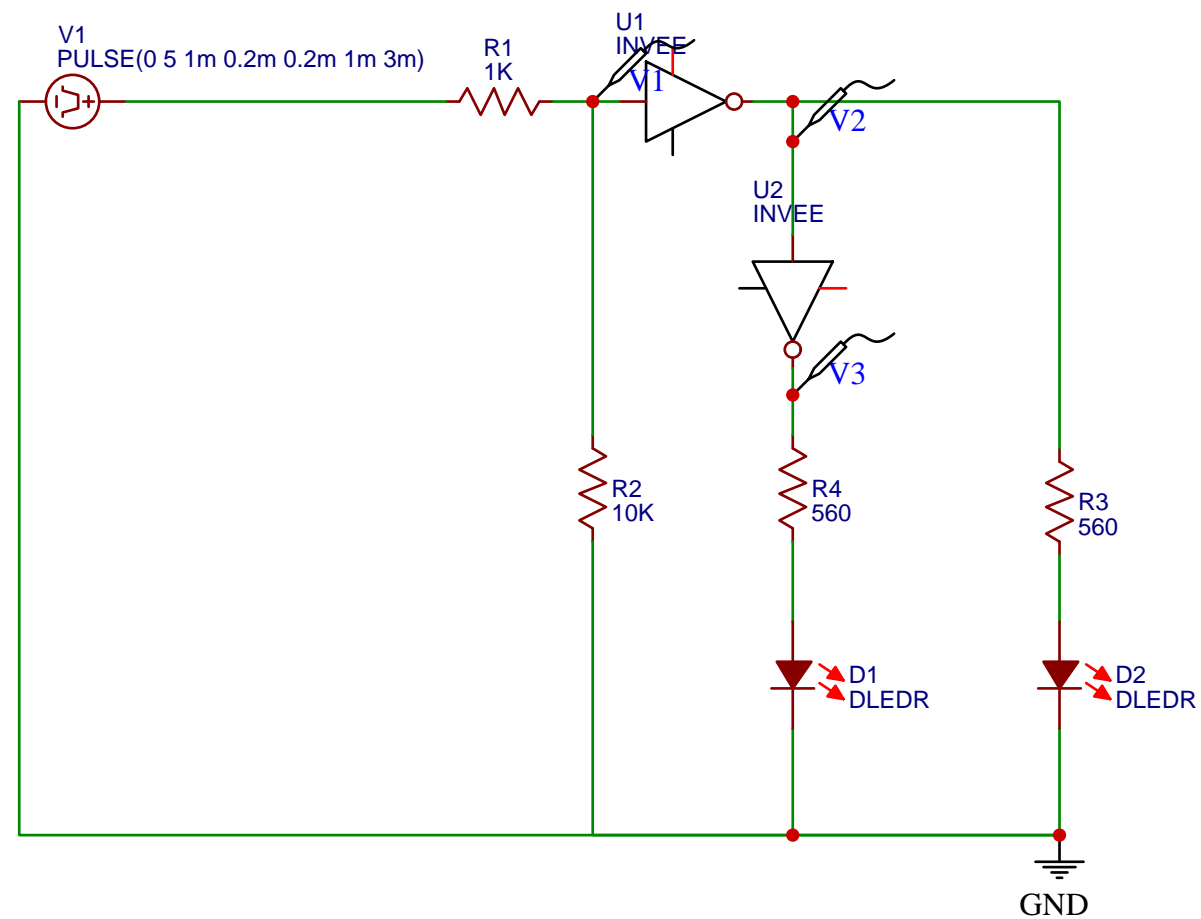 V1
PULSE(0 5 1m 0.2m 0.2m 1m 3m)
R1
1K
U1
INVEE
V1
V2
U2
INVEE
V3
R2
10K
R4
560
R3
560
D1
DLEDR
D2
DLEDR
GND